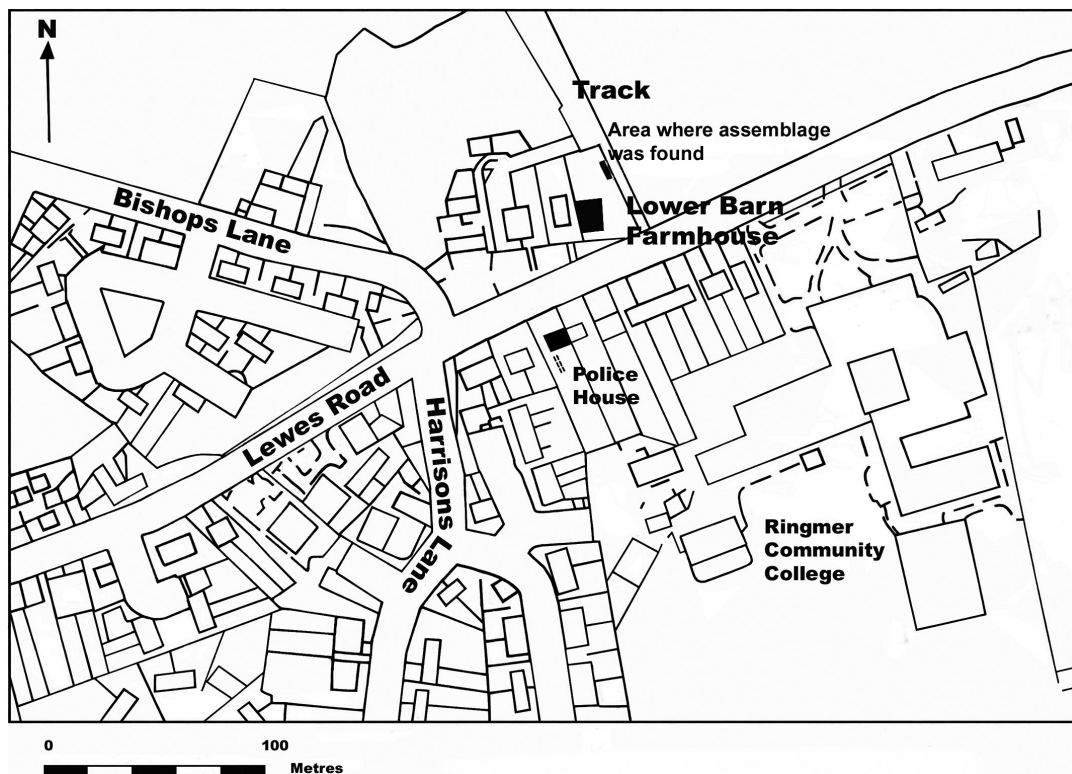 N
Track
Area where assemblage
was found
Bishops Lane
Lower Barn
Farmhouse
Police
House
Lewes Road
Harrisons Lane
Ringmer
Community
College
0 100
Metres